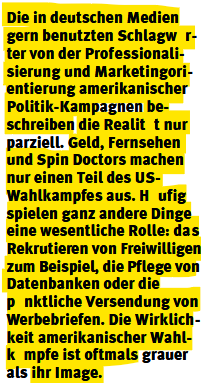 Die in deutschen Medien
gern benutzten Schlagw r-
ter von der Professionali-
sierung und Marketingori-
entierung amerikanischer
Politik-Kampagnen be-
schreiben die Realit t nur
parziell. Geld, Fernsehen
und Spin Doctors machen
nur einen Teil des US-
Wahlkampfes aus. H ufig
spielen ganz andere Dinge
eine wesentliche Rolle: das
Rekrutieren von Freiwilligen
zum Beispiel, die Pflege von
Datenbanken oder die
p nktliche Versendung von
Werbebriefen. Die Wirklich-
keit amerikanischer Wahl-
k mpfe ist oftmals grauer
als ihr Image.